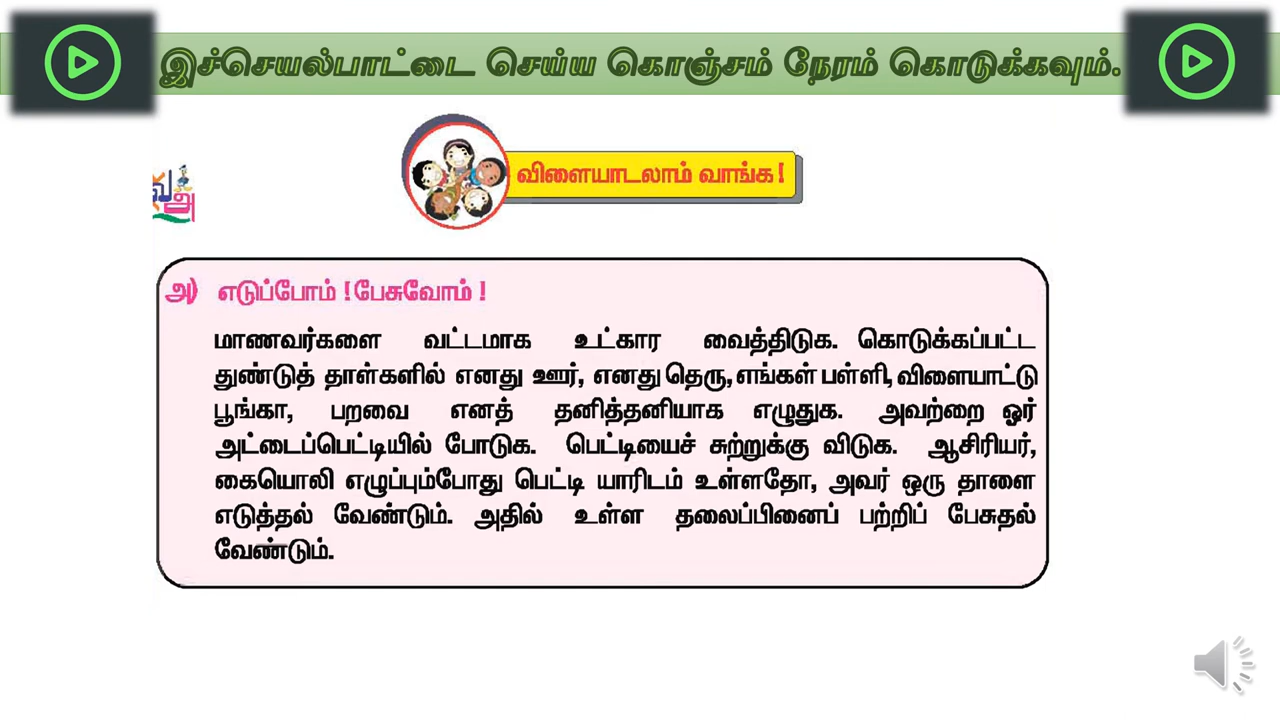 இச்செயல்பாட்டை செய்ய கொஞ்சம் நேரம் கொடுக்கவும்.
விளையாடலாம் வாங்க !
அ) எடுப்போம் ! பேசுவோம் !
மாணவர்களை வட்டமாக உட்கார வைத்திடுக. கொடுக்கப்பட்ட
துண்டுத் தாள்களில் எனது ஊர், எனது தெரு, எங்கள் பள்ளி, விளையாட்டு
பூங்கா, பறவை எனத் தனித்தனியாக எழுதுக. அவற்றை ஓர்
அட்டைப்பெட்டியில் போடுக. பெட்டியைச் சுற்றுக்கு விடுக. ஆசிரியர்,
கையொலி எழுப்பும்போது பெட்டி யாரிடம் உள்ளதோ, அவர் ஒரு தாளை
எடுத்தல் வேண்டும். அதில் உள்ள தலைப்பினைப் பற்றிப் பேசுதல்
வேண்டும்.